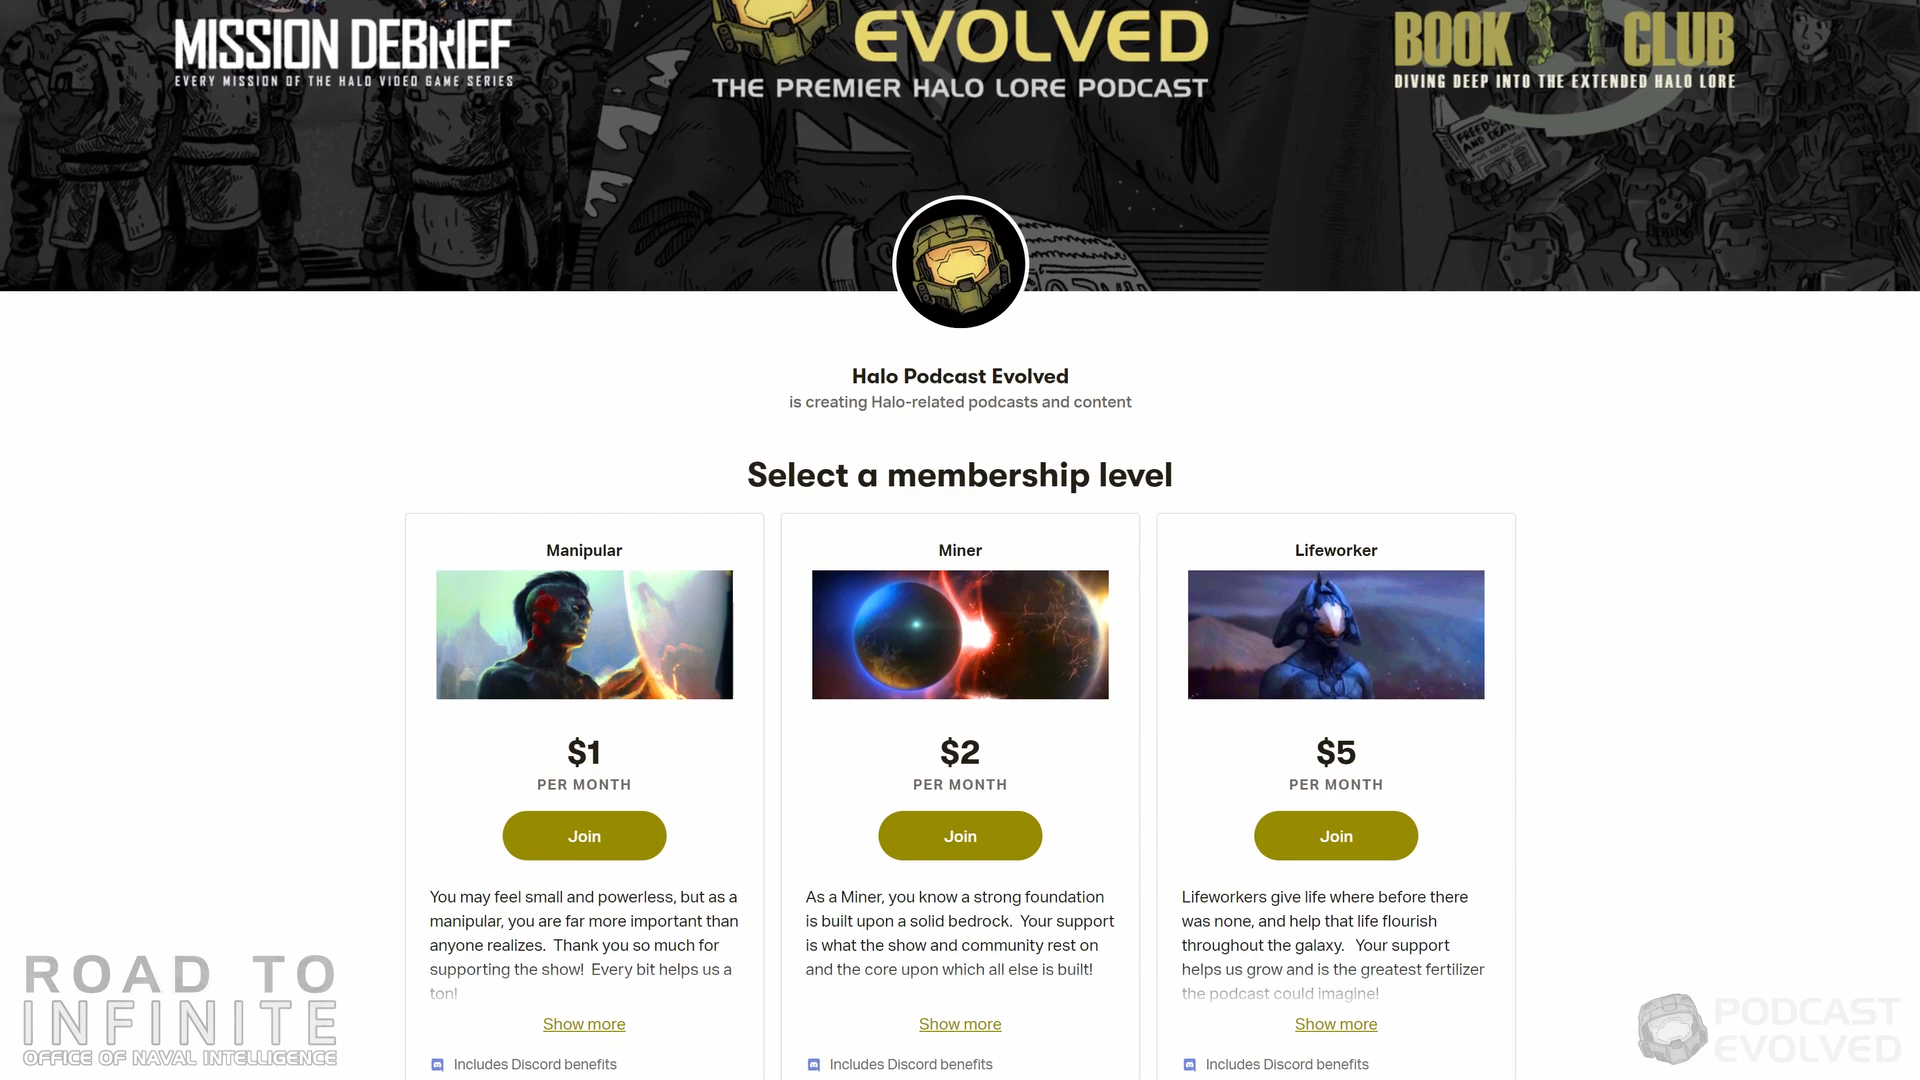 MISSION DEBRIEF
EVERY MISSION OF THE HALO VIDEO GAME SERIES
EVOLVED
THE PREMIER HALO LORE PODCAST
BOOK CLUB
DIVING DEEP INTO THE EXTENDED HALO LORE
FREEDOM
AND DEATH
Halo Podcast Evolved
is creating Halo-related podcasts and content
Select a membership level
Manipular
$1
PER MONTH
Join
You may feel small and powerless, but as a
manipular, you are far more important than
anyone realizes. Thank you so much for
supporting the show! Every bit helps us a
ton!
Show more
Includes Discord benefits
Miner
$2
PER MONTH
Join
As a Miner, you know a strong foundation
is built upon a solid bedrock. Your support
is what the show and community rest on
and the core upon which all else is built!
Show more
Includes Discord benefits
Lifeworker
$5
PER MONTH
Join
Lifeworkers give life where before there
was none, and help that life flourish
throughout the galaxy. Your support
helps us grow and is the greatest fertilizer
the podcast could imagine!
Show more
Includes Discord benefits
ROAD TO
INFINITE
OFFICE OF NAVAL INTELLIGENCE
PODCAST
EVOLVED